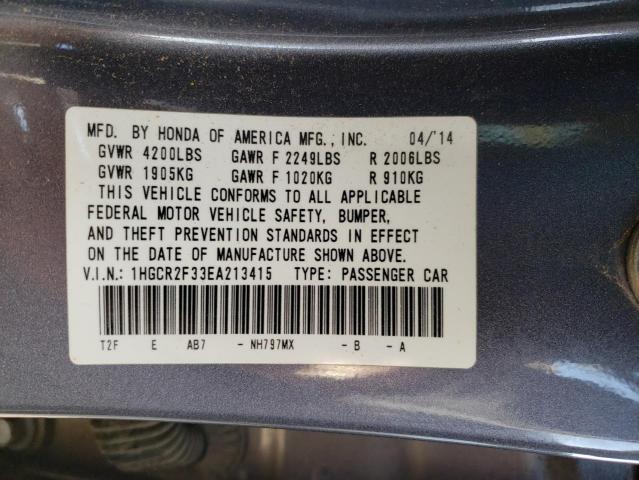 MFD. BY HONDA OF AMERICA MFG., INC. 04/'14
GVWR 4200LBS GAWR F 2249LBS R 2006LBS
GVWR 1905KG GAWR F 1020KG R 910KG
THIS VEHICLE CONFORMS TO ALL APPLICABLE
FEDERAL MOTOR VEHICLE SAFETY, BUMPER,
AND THEFT PREVENTION STANDARDS IN EFFECT
ON THE DATE OF MANUFACTURE SHOWN ABOVE.
V.I.N.: 1HGCR2F33EA213415 TYPE: PASSENGER CAR
T2F E AB7 - NH797MX - B - A